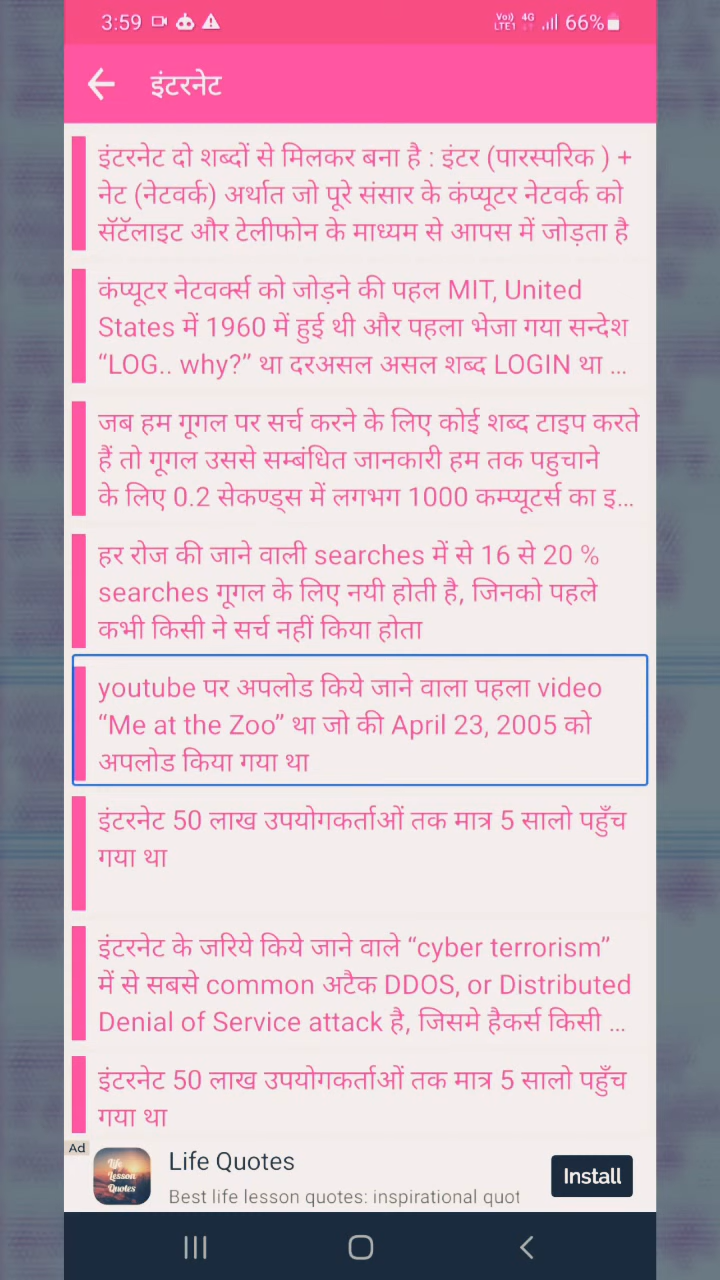 3:59
Vo)) 4G
LTE1
66%
इंटरनेट
इंटरनेट दो शब्दों से मिलकर बना है : इंटर (पारस्परिक ) +
नेट (नेटवर्क) अर्थात जो पूरे संसार के कंप्यूटर नेटवर्क को
सॅटॅलाइट और टेलीफोन के माध्यम से आपस में जोड़ता है
कंप्यूटर नेटवर्क्स को जोड़ने की पहल MIT, United
States में 1960 में हुई थी और पहला भेजा गया सन्देश
“LOG.. why?” था दरअसल असल शब्द LOGIN था ...
जब हम गूगल पर सर्च करने के लिए कोई शब्द टाइप करते
हैं तो गूगल उससे सम्बंधित जानकारी हम तक पहुचाने
के लिए 0.2 सेकण्ड्स में लगभग 1000 कम्प्यूटर्स का इ...
हर रोज की जाने वाली searches में से 16 से 20 %
searches गूगल के लिए नयी होती है, जिनको पहले
कभी किसी ने सर्च नहीं किया होता
youtube पर अपलोड किये जाने वाला पहला video
“Me at the Zoo” था जो की April 23, 2005 को
अपलोड किया गया था
इंटरनेट 50 लाख उपयोगकर्ताओं तक मात्र 5 सालो पहुँच
गया था
इंटरनेट के जरिये किये जाने वाले “cyber terrorism”
में से सबसे common अटैक DDOS, or Distributed
Denial of Service attack है, जिसमे हैकर्स किसी ...
इंटरनेट 50 लाख उपयोगकर्ताओं तक मात्र 5 सालो पहुँच
गया था
Ad
Life
Lesson
Quotes
Life Quotes
Best life lesson quotes: inspirational quot
Install